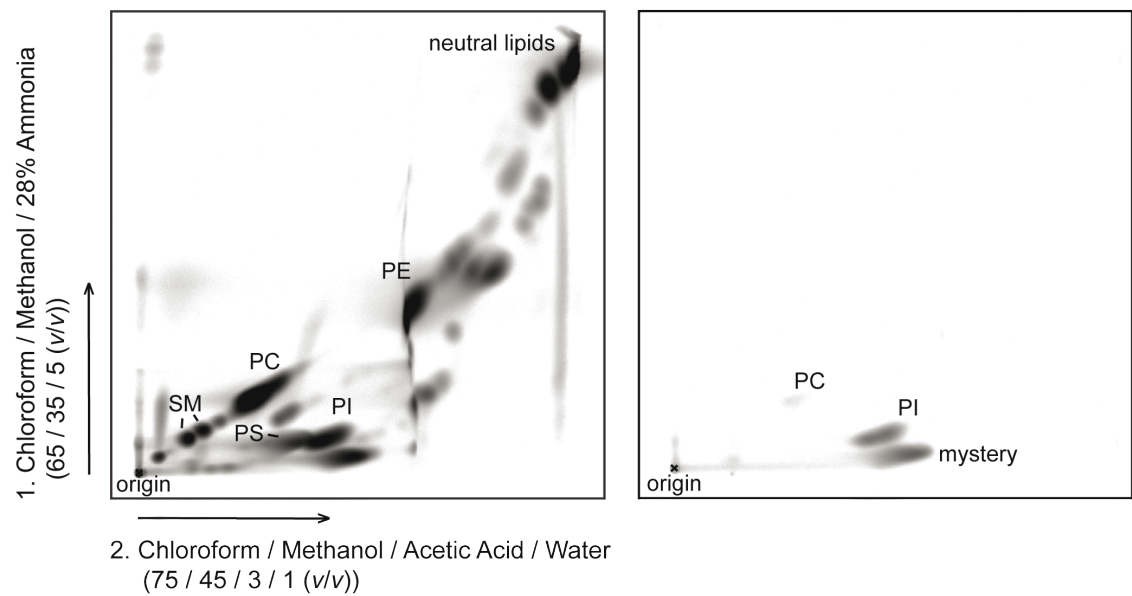 1. Chloroform / Methanol / 28% Ammonia
(65 / 35 / 5 (v/v))
neutral lipids
PE
PC
SM
PI
PS
origin
PC
PI
mystery
origin
2. Chloroform / Methanol / Acetic Acid / Water
(75 / 45 / 3 / 1 (v/v))